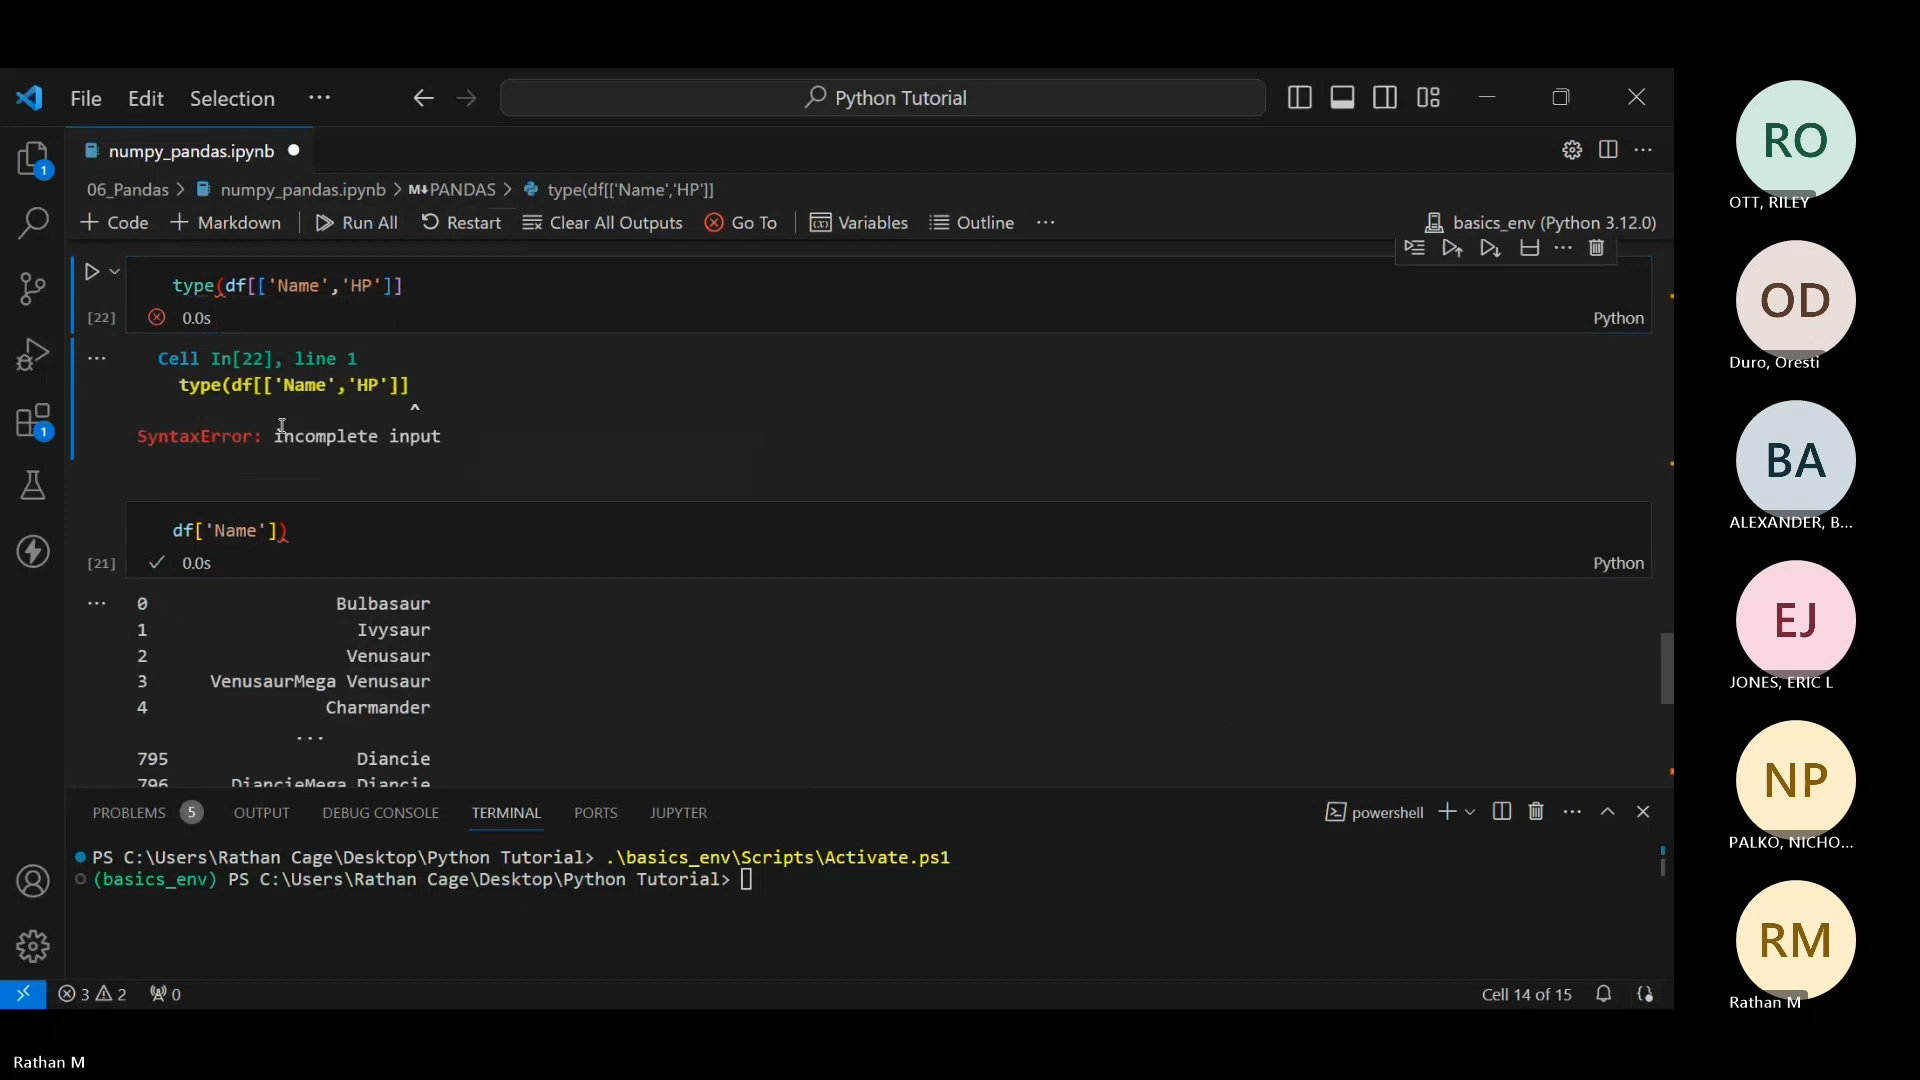 File Edit Selection ··· Python Tutorial
numpy_pandas.ipynb
1
06_Pandas > numpy_pandas.ipynb > M↓PANDAS > type(df[['Name','HP']]
+ Code + Markdown Run All Restart Clear All Outputs Go To Variables Outline ··· basics_env (Python 3.12.0)
type(df[['Name','HP']]
[22] 0.0s Python
Cell In[22], line 1
type(df[['Name','HP']]
^
SyntaxError: incomplete input
1
df['Name'])
[21] 0.0s Python
0 Bulbasaur
1 Ivysaur
2 Venusaur
3 VenusaurMega Venusaur
4 Charmander
...
795 Diancie
796 DiancieMega Diancie
PROBLEMS 5 OUTPUT DEBUG CONSOLE TERMINAL PORTS JUPYTER powershell
PS C:\Users\Rathan Cage\Desktop\Python Tutorial> .\basics_env\Scripts\Activate.ps1
(basics_env) PS C:\Users\Rathan Cage\Desktop\Python Tutorial>
3 2 0 Cell 14 of 15
RO
OTT, RILEY
OD
Duro, Oresti
BA
ALEXANDER, B...
EJ
JONES, ERIC L
NP
PALKO, NICHO...
RM
Rathan M
Rathan M